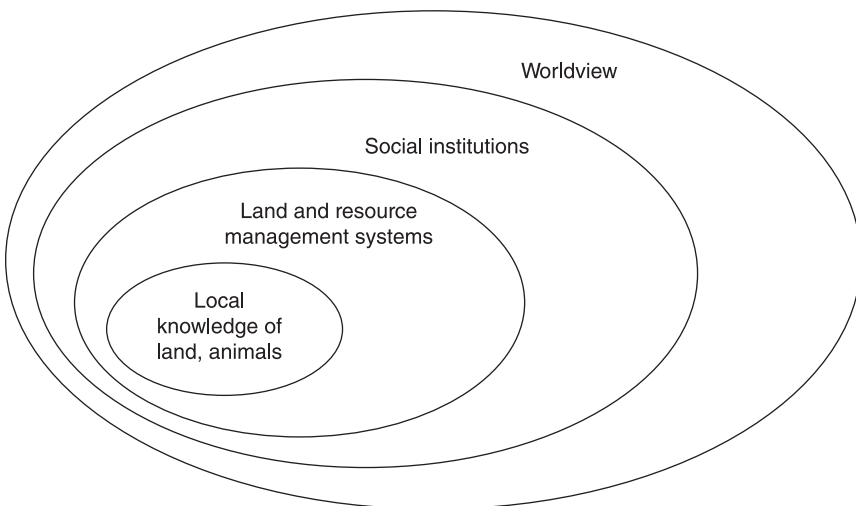 Worldview
Social institutions
Land and resource
management systems
Local
knowledge of
land, animals